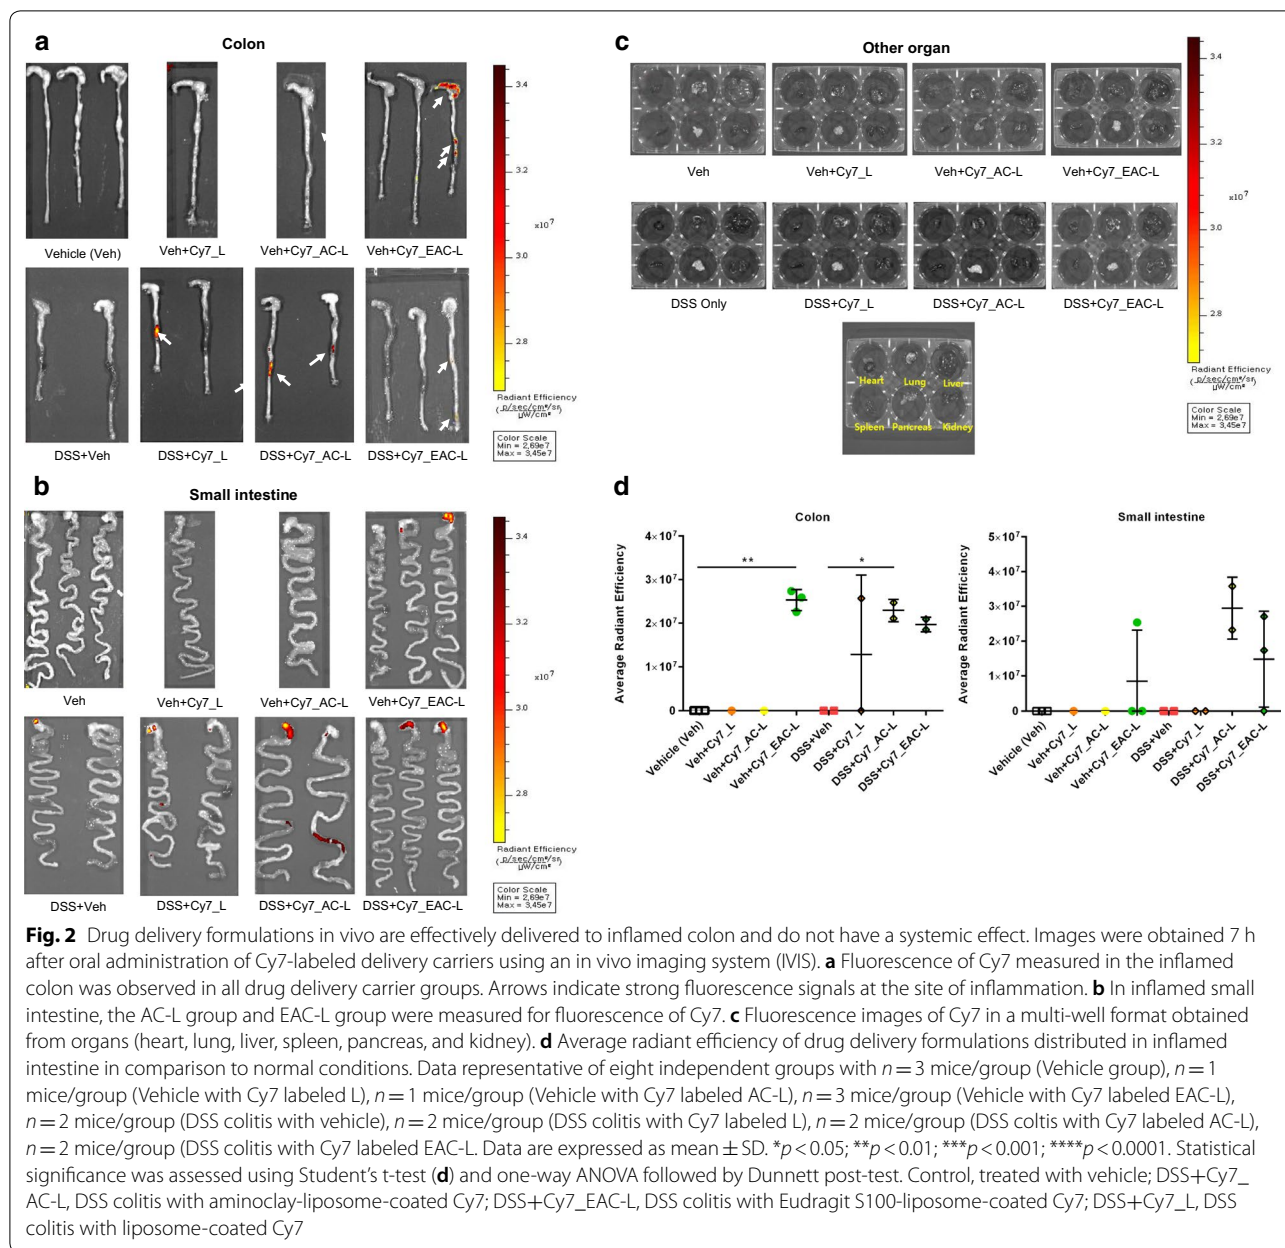 a
Colon
Vehicle (Veh)
Veh+Cy7_L
Veh+Cy7_AC-L
Veh+Cy7_EAC-L
DSS+Veh
DSS+Cy7_L
DSS+Cy7_AC-L
DSS+Cy7_EAC-L
3.4
3.2
x10⁷
3.0
2.8
Radiant Efficiency
(p/sec/cm²/sr / µW/cm²)
Color Scale
Min = 2,69e7
Max = 3,45e7
b
Small intestine
Veh
Veh+Cy7_L
Veh+Cy7_AC-L
Veh+Cy7_EAC-L
DSS+Veh
DSS+Cy7_L
DSS+Cy7_AC-L
DSS+Cy7_EAC-L
3.4
3.2
x10⁷
3.0
2.8
Radiant Efficiency
(p/sec/cm²/sr / µW/cm²)
Color Scale
Min = 2,69e7
Max = 3,45e7
c
Other organ
Veh
Veh+Cy7_L
Veh+Cy7_AC-L
Veh+Cy7_EAC-L
DSS Only
DSS+Cy7_L
DSS+Cy7_AC-L
DSS+Cy7_EAC-L
Heart Lung Liver
Spleen Pancreas Kidney
3.4
3.2
x10⁷
3.0
2.8
Radiant Efficiency
(p/sec/cm²/sr / µW/cm²)
Color Scale
Min = 2,69e7
Max = 3,45e7
d
Colon
Average Radiant Efficiency
4×10⁷
3×10⁷
2×10⁷
1×10⁷
0
**
*
Vehicle (Veh)
Veh+Cy7_L
Veh+Cy7_AC-L
Veh+Cy7_EAC-L
DSS+Veh
DSS+Cy7_L
DSS+Cy7_AC-L
DSS+Cy7_EAC-L
Small intestine
Average Radiant Efficiency
5×10⁷
4×10⁷
3×10⁷
2×10⁷
1×10⁷
0
Vehicle (Veh)
Veh+Cy7_L
Veh+Cy7_AC-L
Veh+Cy7_EAC-L
DSS+Veh
DSS+Cy7_L
DSS+Cy7_AC-L
DSS+Cy7_EAC-L
Fig. 2 Drug delivery formulations in vivo are effectively delivered to inflamed colon and do not have a systemic effect. Images were obtained 7 h
after oral administration of Cy7-labeled delivery carriers using an in vivo imaging system (IVIS). a Fluorescence of Cy7 measured in the inflamed
colon was observed in all drug delivery carrier groups. Arrows indicate strong fluorescence signals at the site of inflammation. b In inflamed small
intestine, the AC-L group and EAC-L group were measured for fluorescence of Cy7. c Fluorescence images of Cy7 in a multi-well format obtained
from organs (heart, lung, liver, spleen, pancreas, and kidney). d Average radiant efficiency of drug delivery formulations distributed in inflamed
intestine in comparison to normal conditions. Data representative of eight independent groups with n = 3 mice/group (Vehicle group), n = 1
mice/group (Vehicle with Cy7 labeled L), n = 1 mice/group (Vehicle with Cy7 labeled AC-L), n = 3 mice/group (Vehicle with Cy7 labeled EAC-L),
n = 2 mice/group (DSS colitis with vehicle), n = 2 mice/group (DSS colitis with Cy7 labeled L), n = 2 mice/group (DSS coltis with Cy7 labeled AC-L),
n = 2 mice/group (DSS colitis with Cy7 labeled EAC-L. Data are expressed as mean ± SD. *p < 0.05; **p < 0.01; ***p < 0.001; ****p < 0.0001. Statistical
significance was assessed using Student's t-test (d) and one-way ANOVA followed by Dunnett post-test. Control, treated with vehicle; DSS+Cy7_
AC-L, DSS colitis with aminoclay-liposome-coated Cy7; DSS+Cy7_EAC-L, DSS colitis with Eudragit S100-liposome-coated Cy7; DSS+Cy7_L, DSS
colitis with liposome-coated Cy7